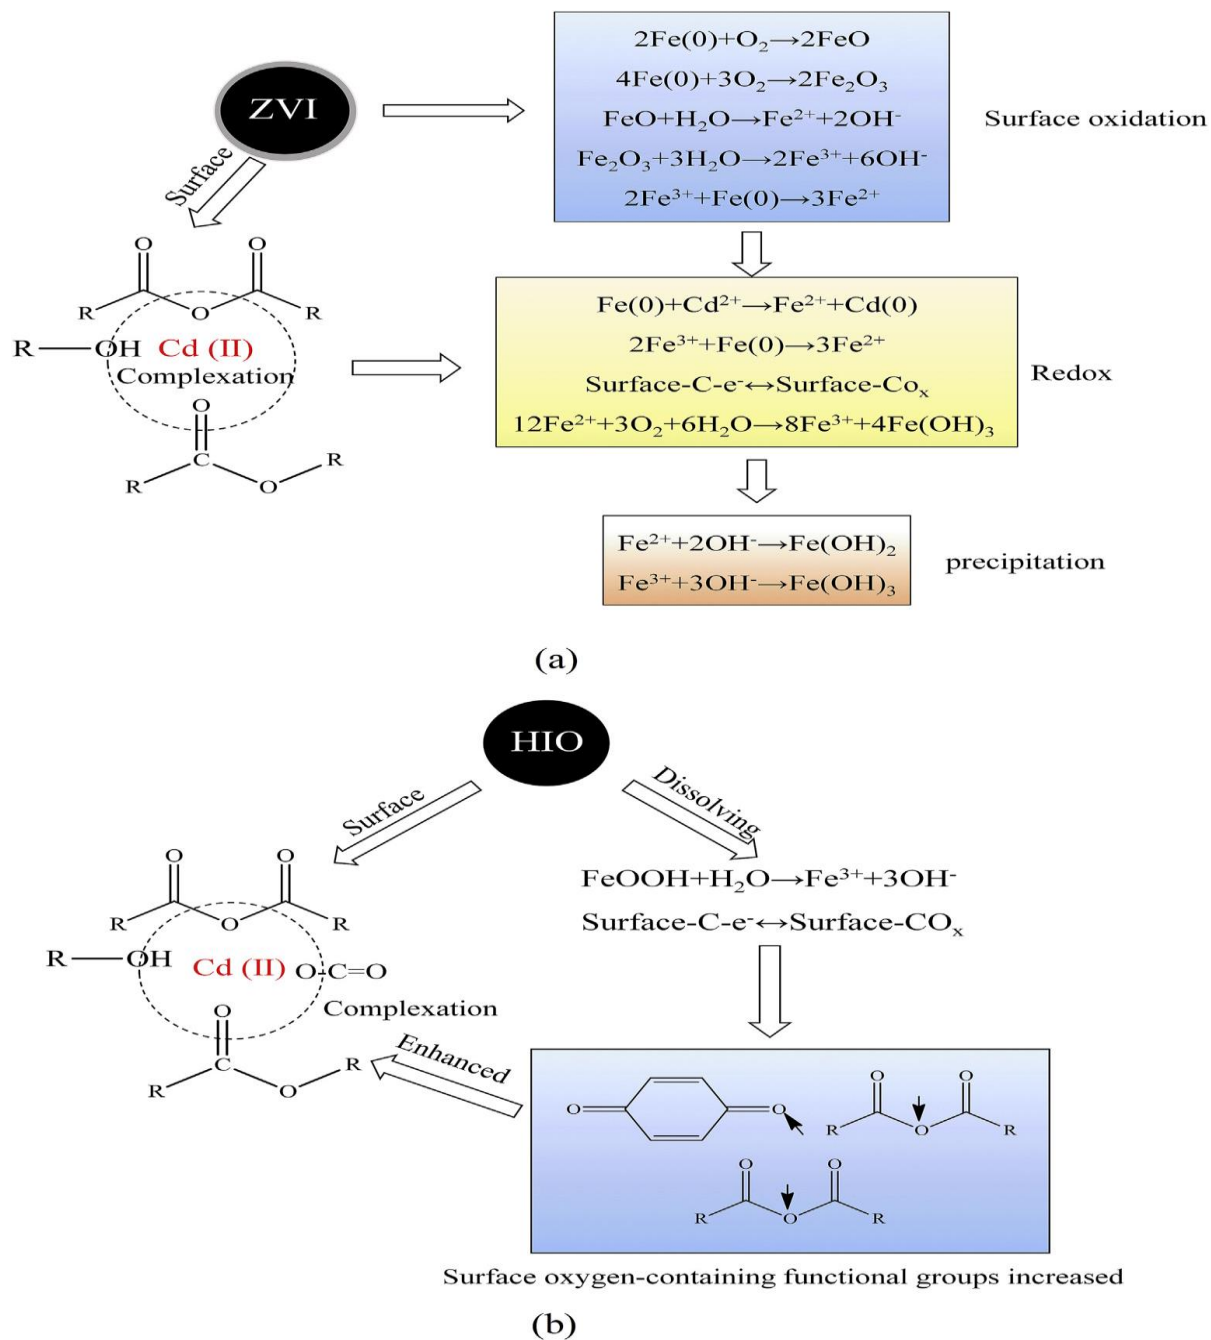 2Fe(0)+O₂→2FeO
4Fe(0)+3O₂→2Fe₂O₃
FeO+H₂O→Fe²⁺+2OH⁻
Fe₂O₃+3H₂O→2Fe³⁺+6OH⁻
2Fe³⁺+Fe(0)→3Fe²⁺
Surface oxidation
ZVI
Surface
O O
R O R
R—OH Cd (II)
Complexation
O
C
R O R
Fe(0)+Cd²⁺→Fe²⁺+Cd(0)
2Fe³⁺+Fe(0)→3Fe²⁺
Surface-C-e⁻↔Surface-Coₓ
12Fe²⁺+3O₂+6H₂O→8Fe³⁺+4Fe(OH)₃
Redox
Fe²⁺+2OH⁻→Fe(OH)₂
Fe³⁺+3OH⁻→Fe(OH)₃
precipitation
(a)
HIO
Surface
Dissolving
O O
R O R
R—OH Cd (II) O-C=O
Complexation
O
C
R O R
FeOOH+H₂O→Fe³⁺+3OH⁻
Surface-C-e⁻↔Surface-COₓ
Enhanced
O O
O O
R O R
O O
R O R
Surface oxygen-containing functional groups increased
(b)